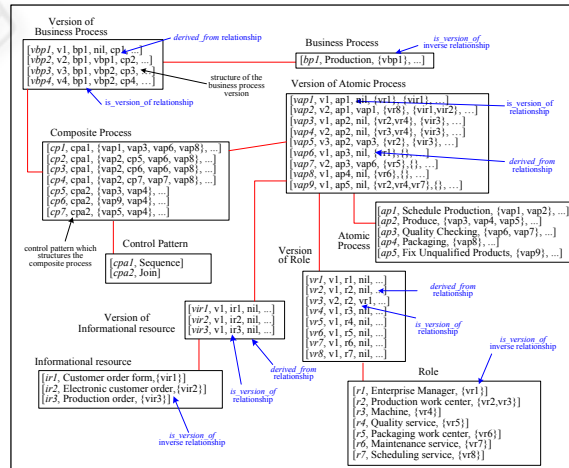 Version of
Business Process
derived_from relationship
[vbp1, v1, bp1, nil, cp1, ...]
[vbp2, v2, bp1, vbp1, cp2, ...]
[vbp3, v3, bp1, vbp2, cp3, ...]
[vbp4, v4, bp1, vbp2, cp4, ...]
structure of the
business process
version
is_version_of relationship
Business Process
is_version_of
inverse relationship
[bp1, Production, {vbp1}, ...]
Version of Atomic Process
[vap1, v1, ap1, nil, {vr1}, {vir1}, ...]
[vap2, v2, ap1, vap1, {vr8}, {vir1,vir2}, ...]
[vap3, v1, ap2, nil, {vr2,vr4}, {vir3}, ...]
[vap4, v2, ap2, nil, {vr3,vr4}, {vir3}, ...]
[vap5, v3, ap2, vap3, {vr2}, {vir3}, ...]
[vap6, v1, ap3, nil, {vr1},{}, ...]
[vap7, v2, ap3, vap6, {vr5},{}, ...]
[vap8, v1, ap4, nil, {vr6},{}, ...]
[vap9, v1, ap5, nil, {vr2,vr4,vr7},{}, ...]
is_version_of
relationship
derived_from
relationship
Composite Process
[cp1, cpa1, {vap1, vap3, vap6, vap8}, ...]
[cp2, cpa1, {vap2, cp5, vap6, vap8}, ...]
[cp3, cpa1, {vap2, cp6, vap6, vap8}, ...]
[cp4, cpa1, {vap2, cp7, vap7, vap8}, ...]
[cp5, cpa2, {vap3, vap4}, ...]
[cp6, cpa2, {vap9, vap4}, ...]
[cp7, cpa2, {vap5, vap4}, ...]
control pattern which
structures the
composite process
Control Pattern
[cpa1, Sequence]
[cpa2, Join]
Atomic
Process
[ap1, Schedule Production, {vap1, vap2}, ...]
[ap2, Produce, {vap3, vap4, vap5}, ...]
[ap3, Quality Checking, {vap6, vap7}, ...]
[ap4, Packaging, {vap8}, ...]
[ap5, Fix Unqualified Products, {vap9}, ...]
Version
of Role
[vr1, v1, r1, nil, ...]
[vr2, v1, r2, nil, ...]
[vr3, v2, r2, vr1, ...]
[vr4, v1, r3, nil, ...]
[vr5, v1, r4, nil, ...]
[vr6, v1, r5, nil, ...]
[vr7, v1, r6, nil, ...]
[vr8, v1, r7, nil, ...]
derived_from
relationship
is_version_of
relationship
Version of
Informational resource
[vir1, v1, ir1, nil, ...]
[vir2, v1, ir2, nil, ...]
[vir3, v1, ir3, nil, ...]
derived_from
relationship
is_version_of
relationship
Informational resource
[ir1, Customer order form,{vir1}]
[ir2, Electronic customer order,{vir2}]
[ir3, Production order, {vir3}]
is_version_of
inverse relationship
is_version_of
inverse relationship
Role
[r1, Enterprise Manager, {vr1}]
[r2, Production work center, {vr2,vr3}]
[r3, Machine, {vr4}]
[r4, Quality service, {vr5}]
[r5, Packaging work center, {vr6}]
[r6, Maintenance service, {vr7}]
[r7, Scheduling service, {vr8}]